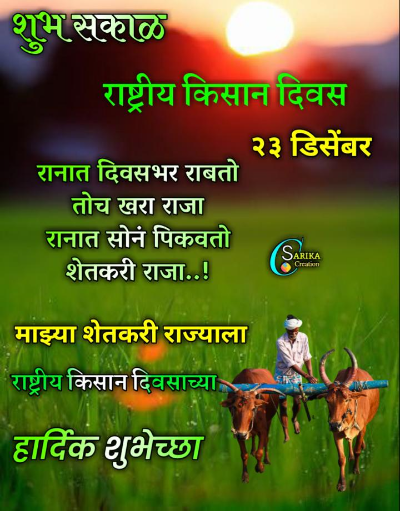 शुभ सकाळ
राष्ट्रीय किसान दिवस
२३ डिसेंबर
रानात दिवसभर राबतो
तोच खरा राजा
रानात सोनं पिकवतो
शेतकरी राजा..!
SARIKA
Creation
माझ्या शेतकरी राज्याला
राष्ट्रीय किसान दिवसाच्या
हार्दिक शुभेच्छा